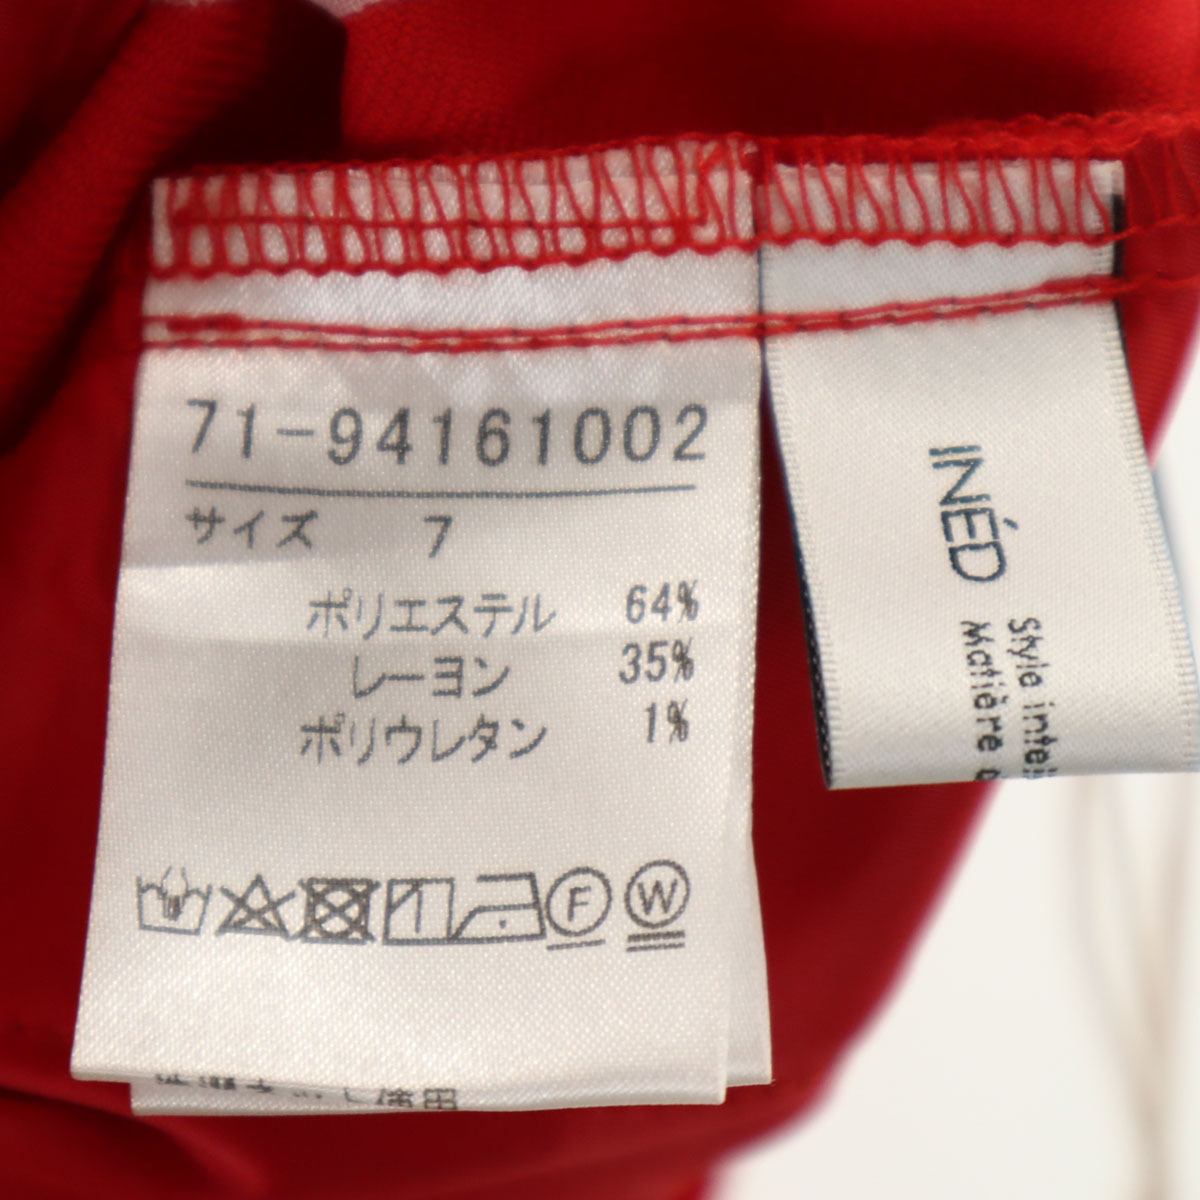 71-94161002
サイズ 7
ポリエステル 64%
レーヨン 35%
ポリウレタン 1%
F
W
INÉD
Style
Matière